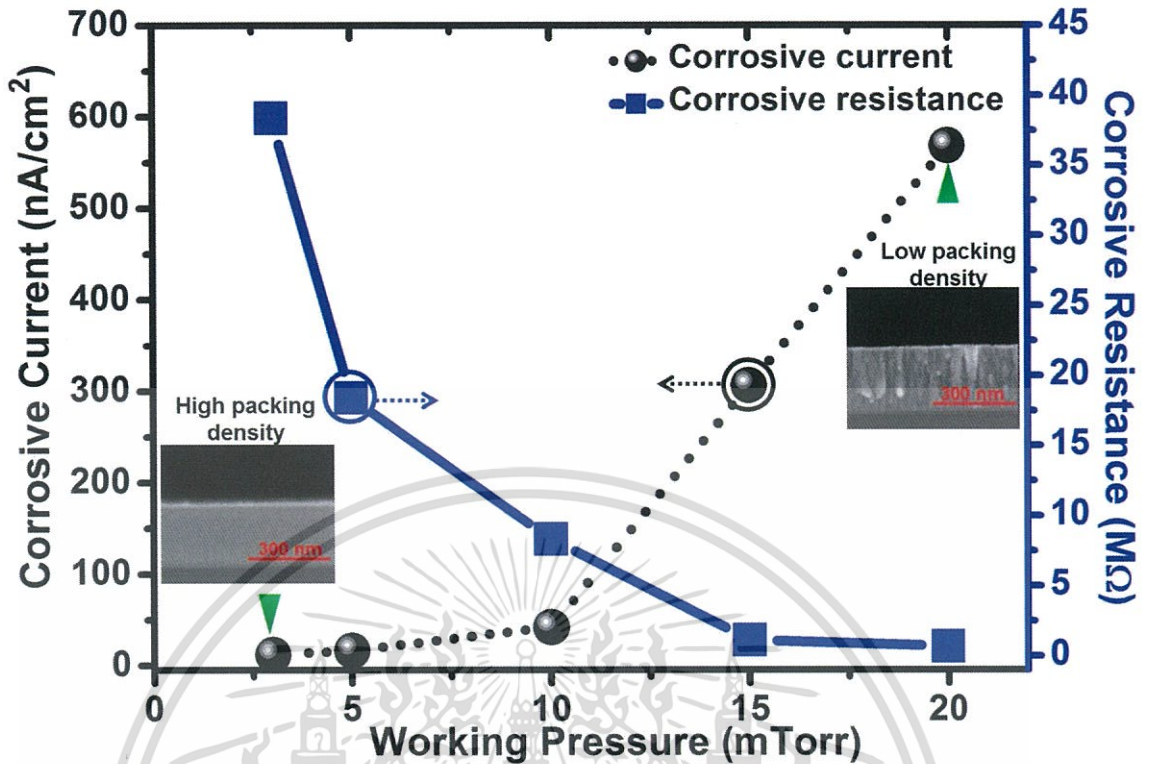 700
600
500
400
300
200
100
0
Corrosive Current (nA/cm²)
Corrosive current
Corrosive resistance
High packing
density
300 nm
Low packing
density
300 nm
45
40
35
30
25
20
15
10
5
0
Corrosive Resistance (MΩ)
0 5 10 15 20
Working Pressure (mTorr)